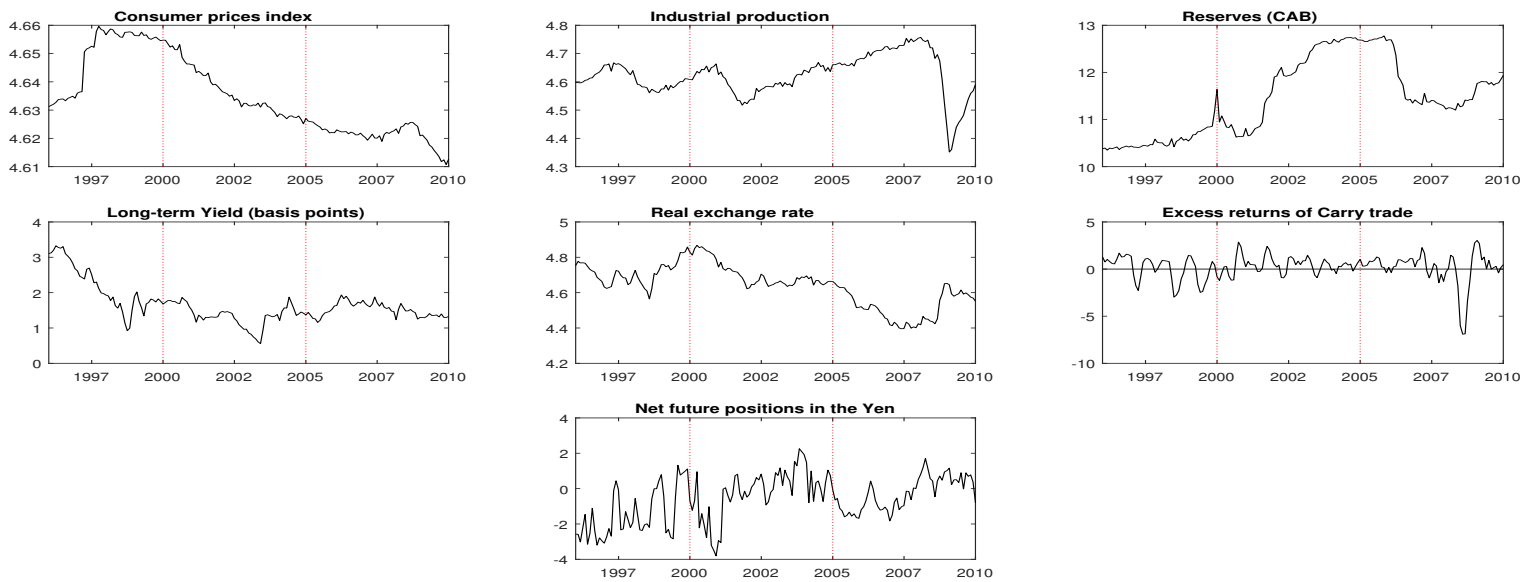 Consumer prices index
4.66
4.65
4.64
4.63
4.62
4.61
1997 2000 2002 2005 2007 2010
Industrial production
4.8
4.7
4.6
4.5
4.4
4.3
1997 2000 2002 2005 2007 2010
Reserves (CAB)
13
12
11
10
1997 2000 2002 2005 2007 2010
Long-term Yield (basis points)
4
3
2
1
0
1997 2000 2002 2005 2007 2010
Real exchange rate
5
4.8
4.6
4.4
4.2
1997 2000 2002 2005 2007 2010
Excess returns of Carry trade
5
0
-5
-10
1997 2000 2002 2005 2007 2010
Net future positions in the Yen
4
2
0
-2
-4
1997 2000 2002 2005 2007 2010